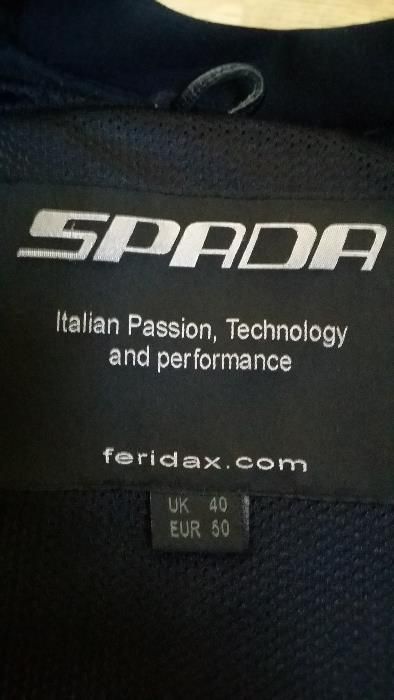 SPADA
Italian Passion, Technology
and performance
feridax.com
UK 40
EUR 50